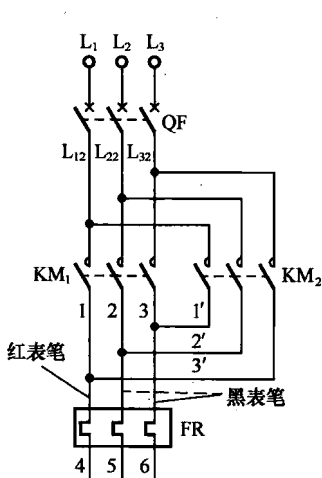 L₁ L₂ L₃
QF
L₁₂ L₂₂ L₃₂
KM₁ KM₂
1 2 3 1′
2′
3′
红表笔
黑表笔
FR
4 5 6